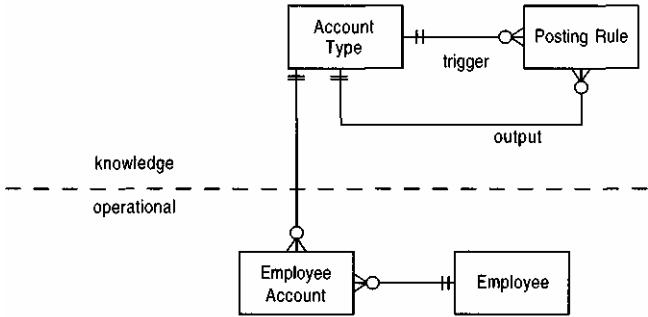 Account
Type
Posting Rule
trigger
output
knowledge
operational
Employee
Account
Employee